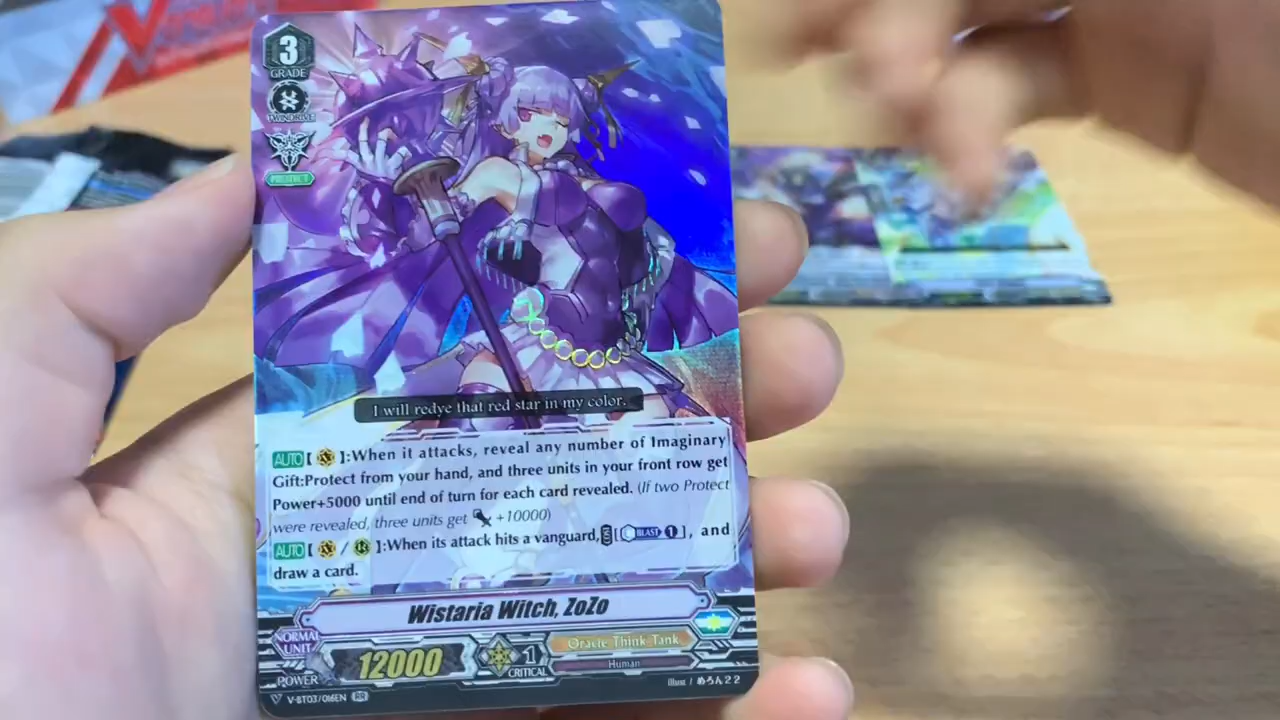 3
GRADE
TWINDRIVE
PROTECT
I will redye that red star in my color.
AUTO [ ]:When it attacks, reveal any number of Imaginary
Gift:Protect from your hand, and three units in your front row get
Power+5000 until end of turn for each card revealed. (If two Protect
were revealed, three units get +10000)
AUTO [ / R ]:When its attack hits a vanguard, [ BLAST 1 ], and
draw a card.
Wistaria Witch, ZoZo
NORMAL
UNIT
POWER
12000
1
CRITICAL
Oracle Think Tank
Human
V-BT03/016EN RR
illust / めろん22